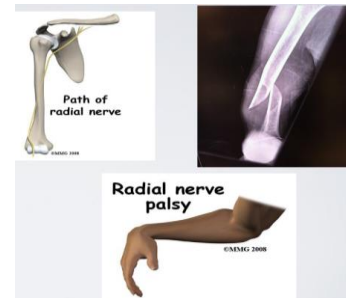 Path of
radial nerve
©MMG 2008
Radial nerve
palsy
©MMG 2008